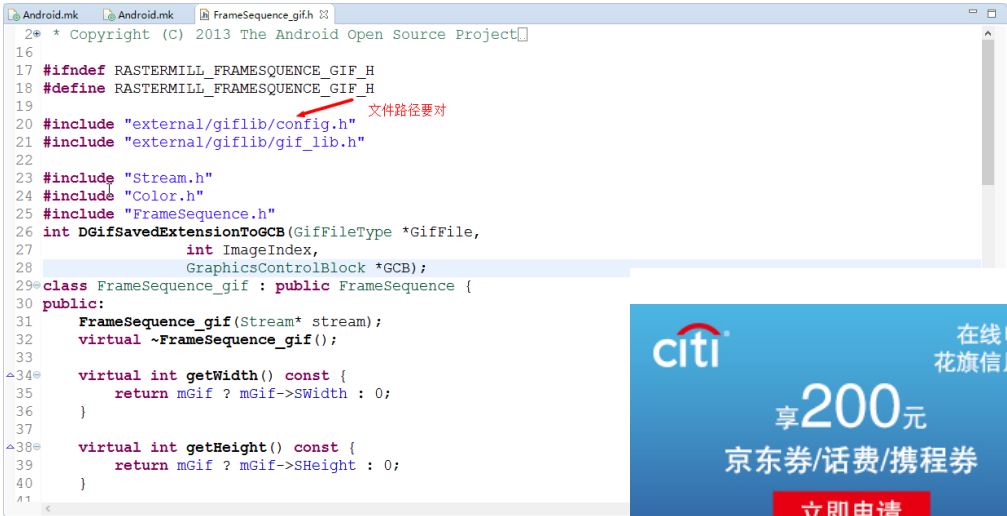 Android.mk Android.mk FrameSequence_gif.h
2 * Copyright (C) 2013 The Android Open Source Project
16
17 #ifndef RASTERMILL_FRAMESQUENCE_GIF_H
18 #define RASTERMILL_FRAMESQUENCE_GIF_H
19
文件路径要对
20 #include "external/giflib/config.h"
21 #include "external/giflib/gif_lib.h"
22
23 #include "Stream.h"
24 #include "Color.h"
25 #include "FrameSequence.h"
26 int DGifSavedExtensionToGCB(GifFileType *GifFile,
27 int ImageIndex,
28 GraphicsControlBlock *GCB);
29 class FrameSequence_gif : public FrameSequence {
30 public:
31 FrameSequence_gif(Stream* stream);
32 virtual ~FrameSequence_gif();
33
34 virtual int getWidth() const {
35 return mGif ? mGif->SWidth : 0;
36 }
37
38 virtual int getHeight() const {
39 return mGif ? mGif->SHeight : 0;
40 }
41
citi
在线
花旗信
享200元
京东券/话费/携程券
立即申请